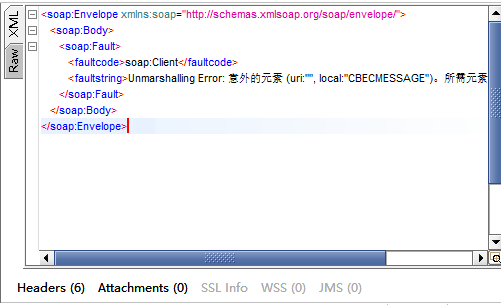 XML
Raw
<soap:Envelope xmlns:soap="http://schemas.xmlsoap.org/soap/envelope/">
<soap:Body>
<soap:Fault>
<faultcode>soap:Client</faultcode>
<faultstring>Unmarshalling Error: 意外的元素 (uri:"", local:"CBECMESSAGE")。所需元素
</soap:Fault>
</soap:Body>
</soap:Envelope>
Headers (6) Attachments (0) SSL Info WSS (0) JMS (0)